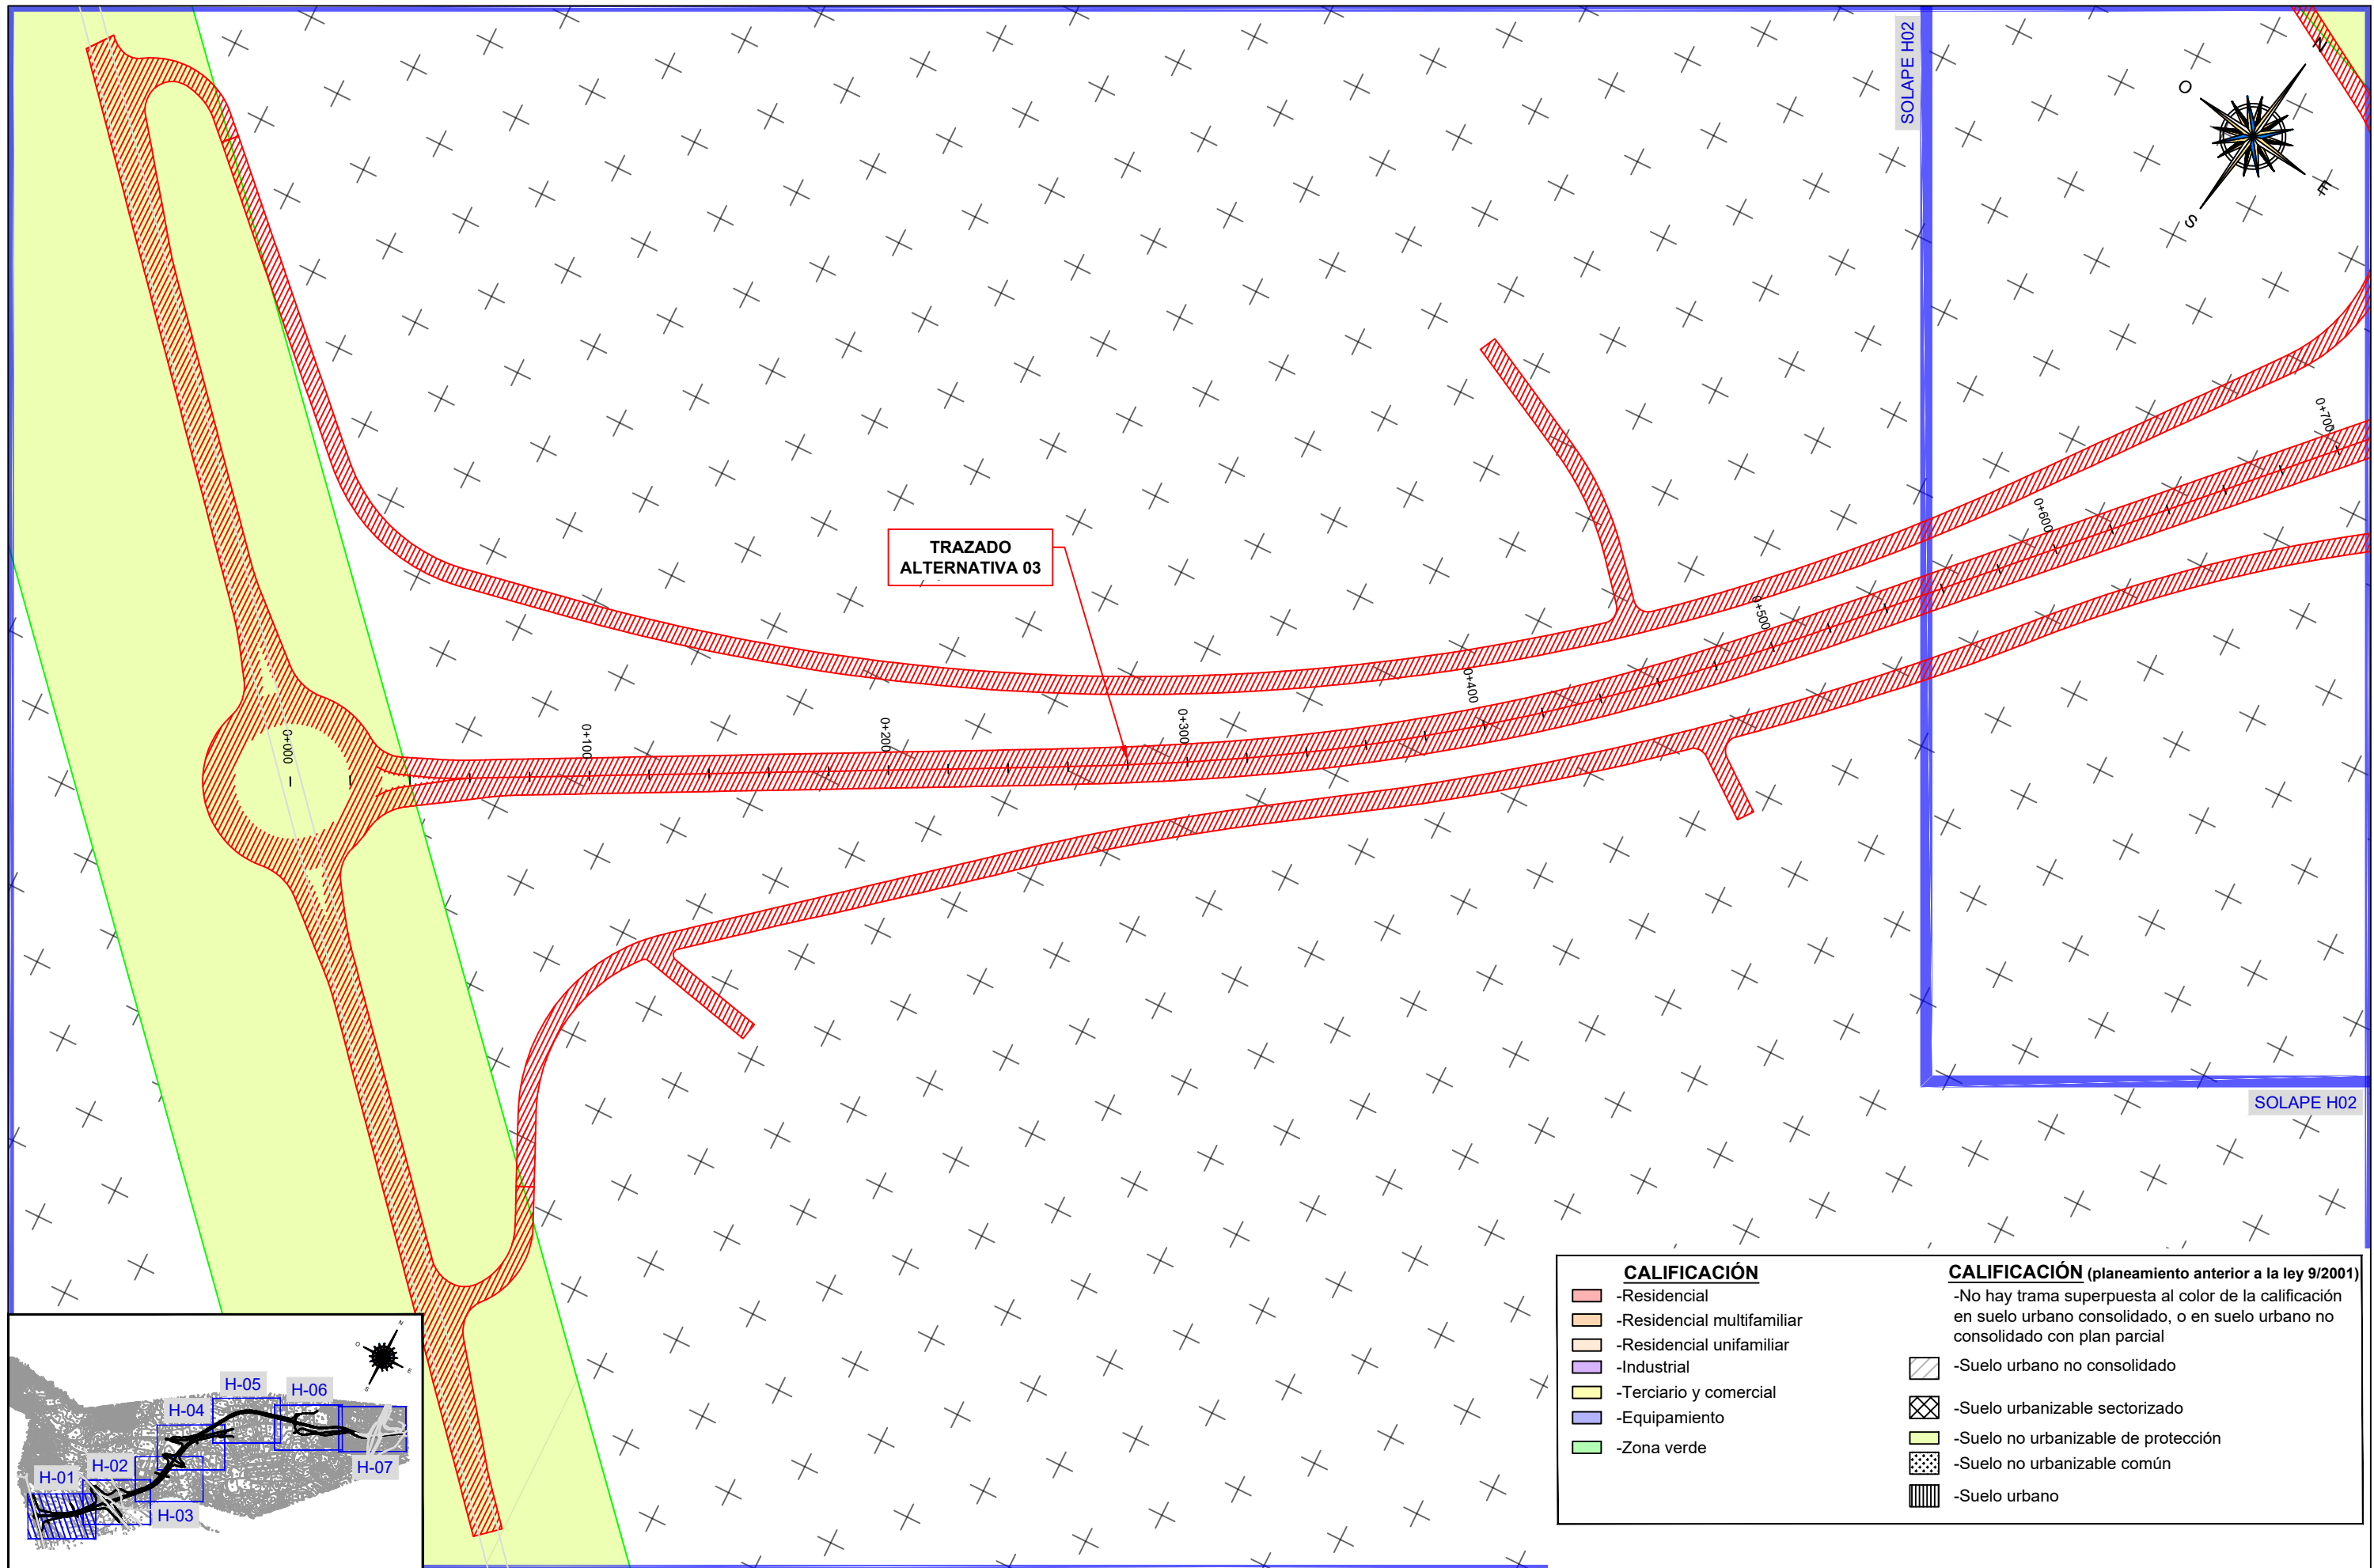 SOLAPE H02
N
O
E
S
0+700
0+600
0+500
0+400
0+300
0+200
0+100
0+000
TRAZADO
ALTERNATIVA 03
SOLAPE H02
CALIFICACIÓN
-Residencial
-Residencial multifamiliar
-Residencial unifamiliar
-Industrial
-Terciario y comercial
-Equipamiento
-Zona verde
CALIFICACIÓN (planeamiento anterior a la ley 9/2001)
-No hay trama superpuesta al color de la calificación
en suelo urbano consolidado, o en suelo urbano no
consolidado con plan parcial
-Suelo urbano no consolidado
-Suelo urbanizable sectorizado
-Suelo no urbanizable de protección
-Suelo no urbanizable común
-Suelo urbano
N
O
E
S
H-05
H-06
H-04
H-02
H-01
H-07
H-03